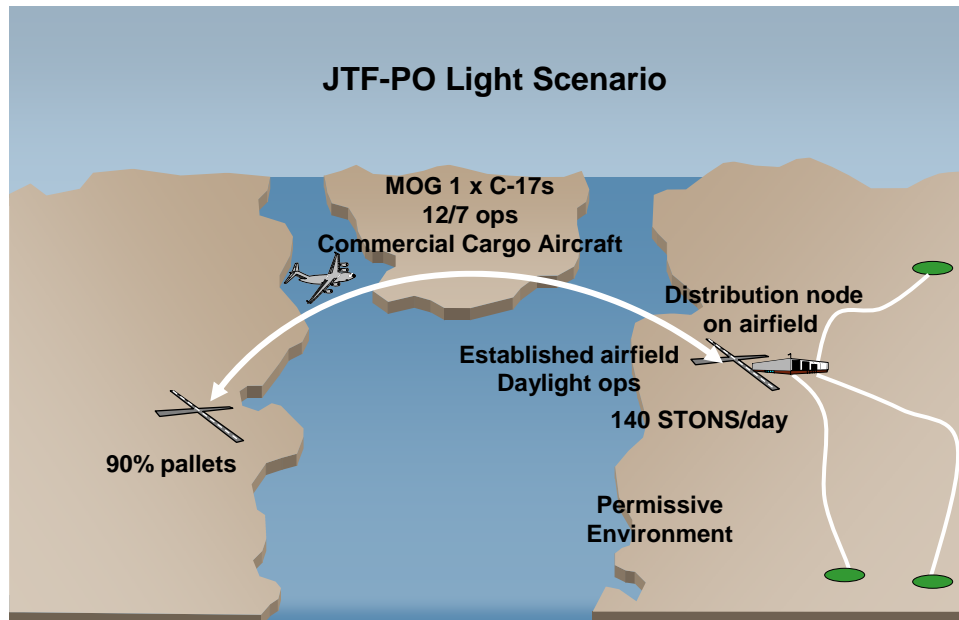 JTF-PO Light Scenario
MOG 1 x C-17s
12/7 ops
Commercial Cargo Aircraft
Distribution node
on airfield
Established airfield
Daylight ops
140 STONS/day
90% pallets
Permissive
Environment